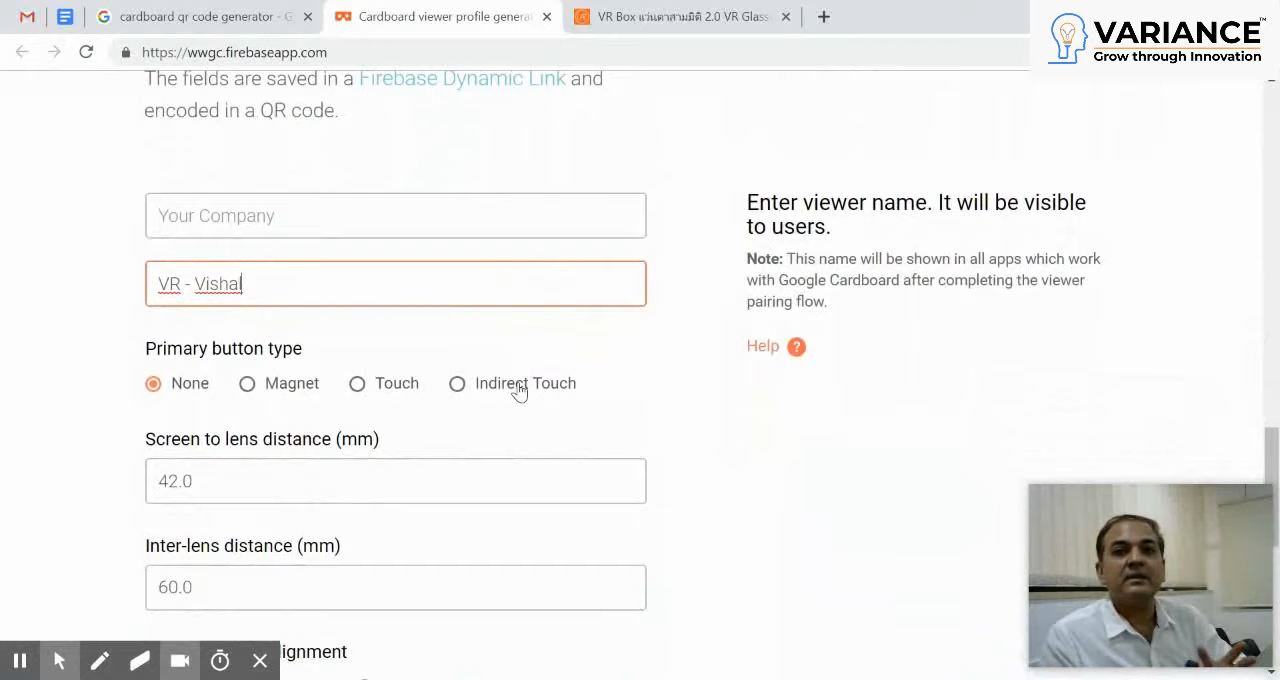 cardboard qr code generator - G
Cardboard viewer profile genera
VR Box แว่นตาสามมิติ 2.0 VR Glass
https://wwgc.firebaseapp.com
VARIANCE™
Grow through Innovation
The fields are saved in a Firebase Dynamic Link and
encoded in a QR code.
Your Company
VR - Vishal
Enter viewer name. It will be visible
to users.
Note: This name will be shown in all apps which work
with Google Cardboard after completing the viewer
pairing flow.
Help ?
Primary button type
None Magnet Touch Indirect Touch
Screen to lens distance (mm)
42.0
Inter-lens distance (mm)
60.0
ignment